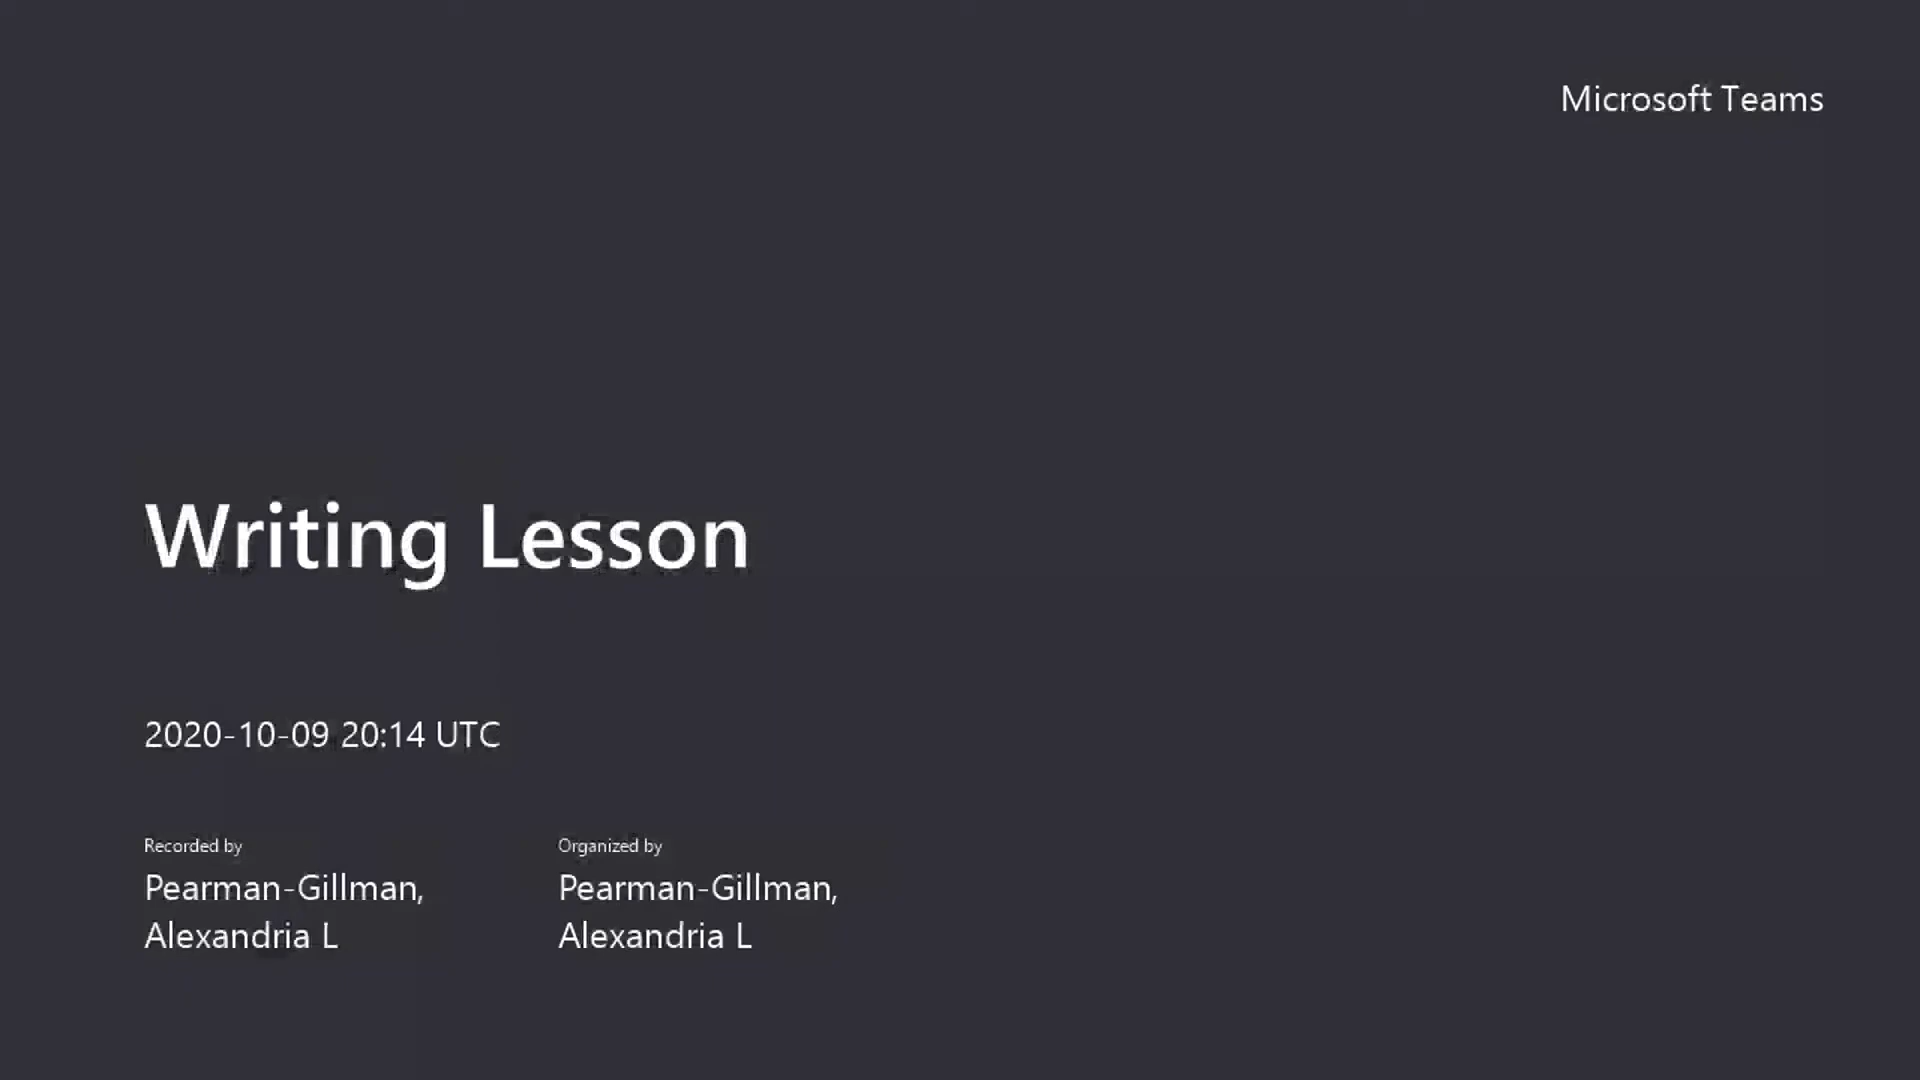 Microsoft Teams
Writing Lesson
2020-10-09 20:14 UTC
Recorded by
Pearman-Gillman,
Alexandria L
Organized by
Pearman-Gillman,
Alexandria L